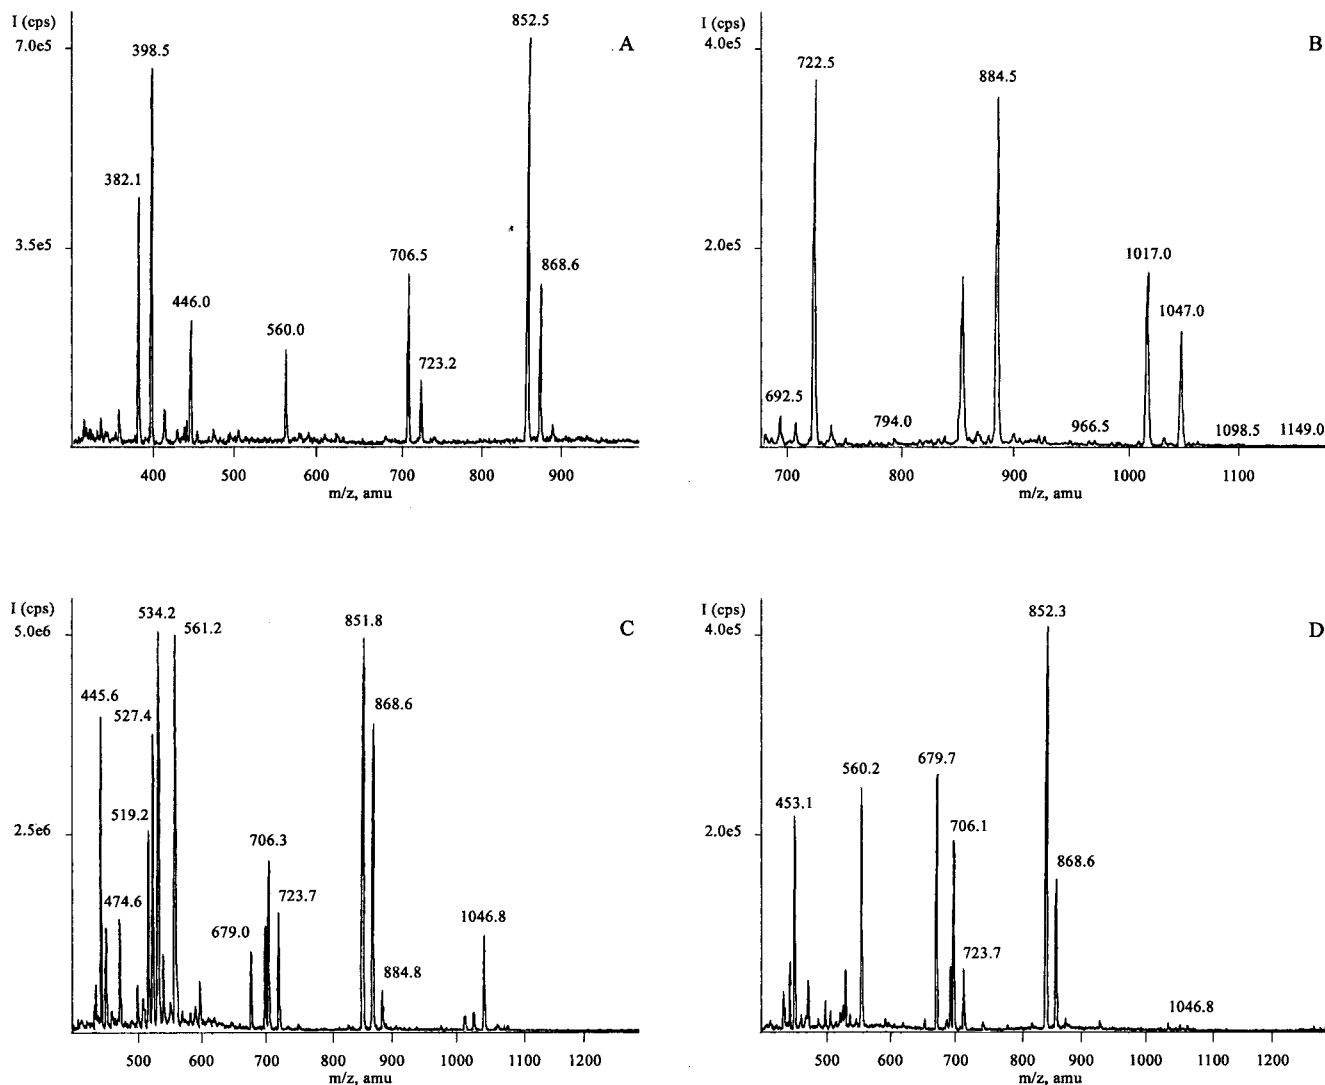 I (cps)
7.0e5
3.5e5
382.1
398.5
446.0
560.0
706.5
723.2
852.5
868.6
A
400 500 600 700 800 900
m/z, amu
I (cps)
4.0e5
2.0e5
692.5
722.5
794.0
884.5
966.5
1017.0
1047.0
1098.5
1149.0
B
700 800 900 1000 1100
m/z, amu
I (cps)
5.0e6
2.5e6
445.6
474.6
519.2
527.4
534.2
561.2
679.0
706.3
723.7
851.8
868.6
884.8
1046.8
C
500 600 700 800 900 1000 1100 1200
m/z, amu
I (cps)
4.0e5
2.0e5
453.1
560.2
679.7
706.1
723.7
852.3
868.6
1046.8
D
500 600 700 800 900 1000 1100 1200
m/z, amu